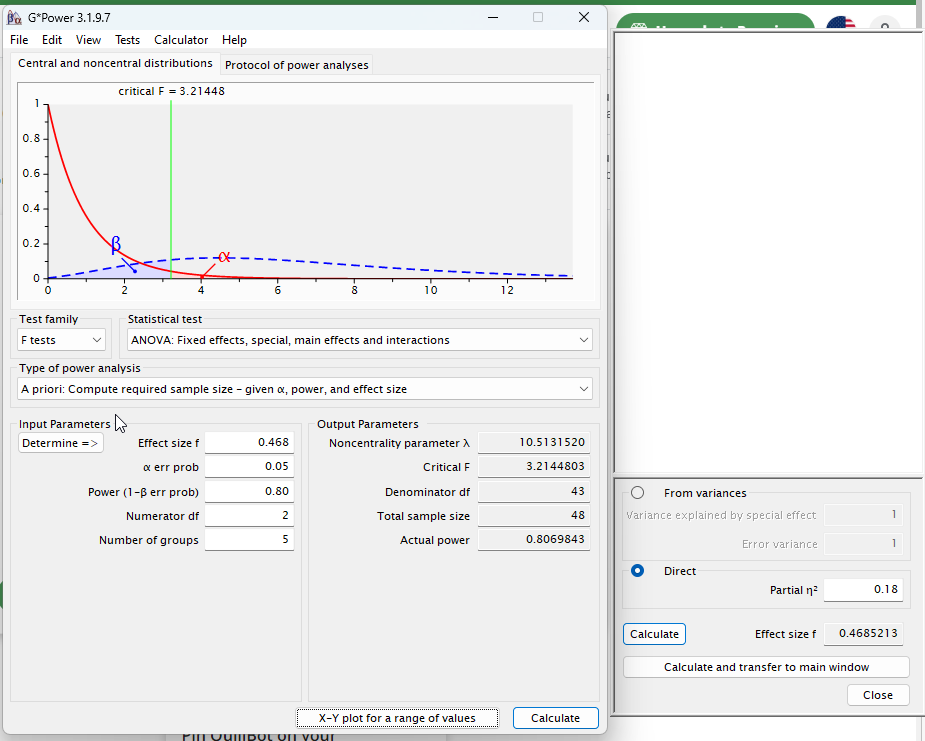 G*Power 3.1.9.7
File Edit View Tests Calculator Help
Central and noncentral distributions Protocol of power analyses
critical F = 3.21448
1
0.8
0.6
0.4
0.2
0
β
α
0 2 4 6 8 10 12
Test family
F tests
Statistical test
ANOVA: Fixed effects, special, main effects and interactions
Type of power analysis
A priori: Compute required sample size – given α, power, and effect size
Input Parameters
Determine =>
Effect size f 0.468
α err prob 0.05
Power (1-β err prob) 0.80
Numerator df 2
Number of groups 5
Output Parameters
Noncentrality parameter λ 10.5131520
Critical F 3.2144803
Denominator df 43
Total sample size 48
Actual power 0.8069843
X-Y plot for a range of values Calculate
From variances
Variance explained by special effect 1
Error variance 1
Direct
Partial η² 0.18
Calculate Effect size f 0.4685213
Calculate and transfer to main window
Close
Pin QuillBot on your